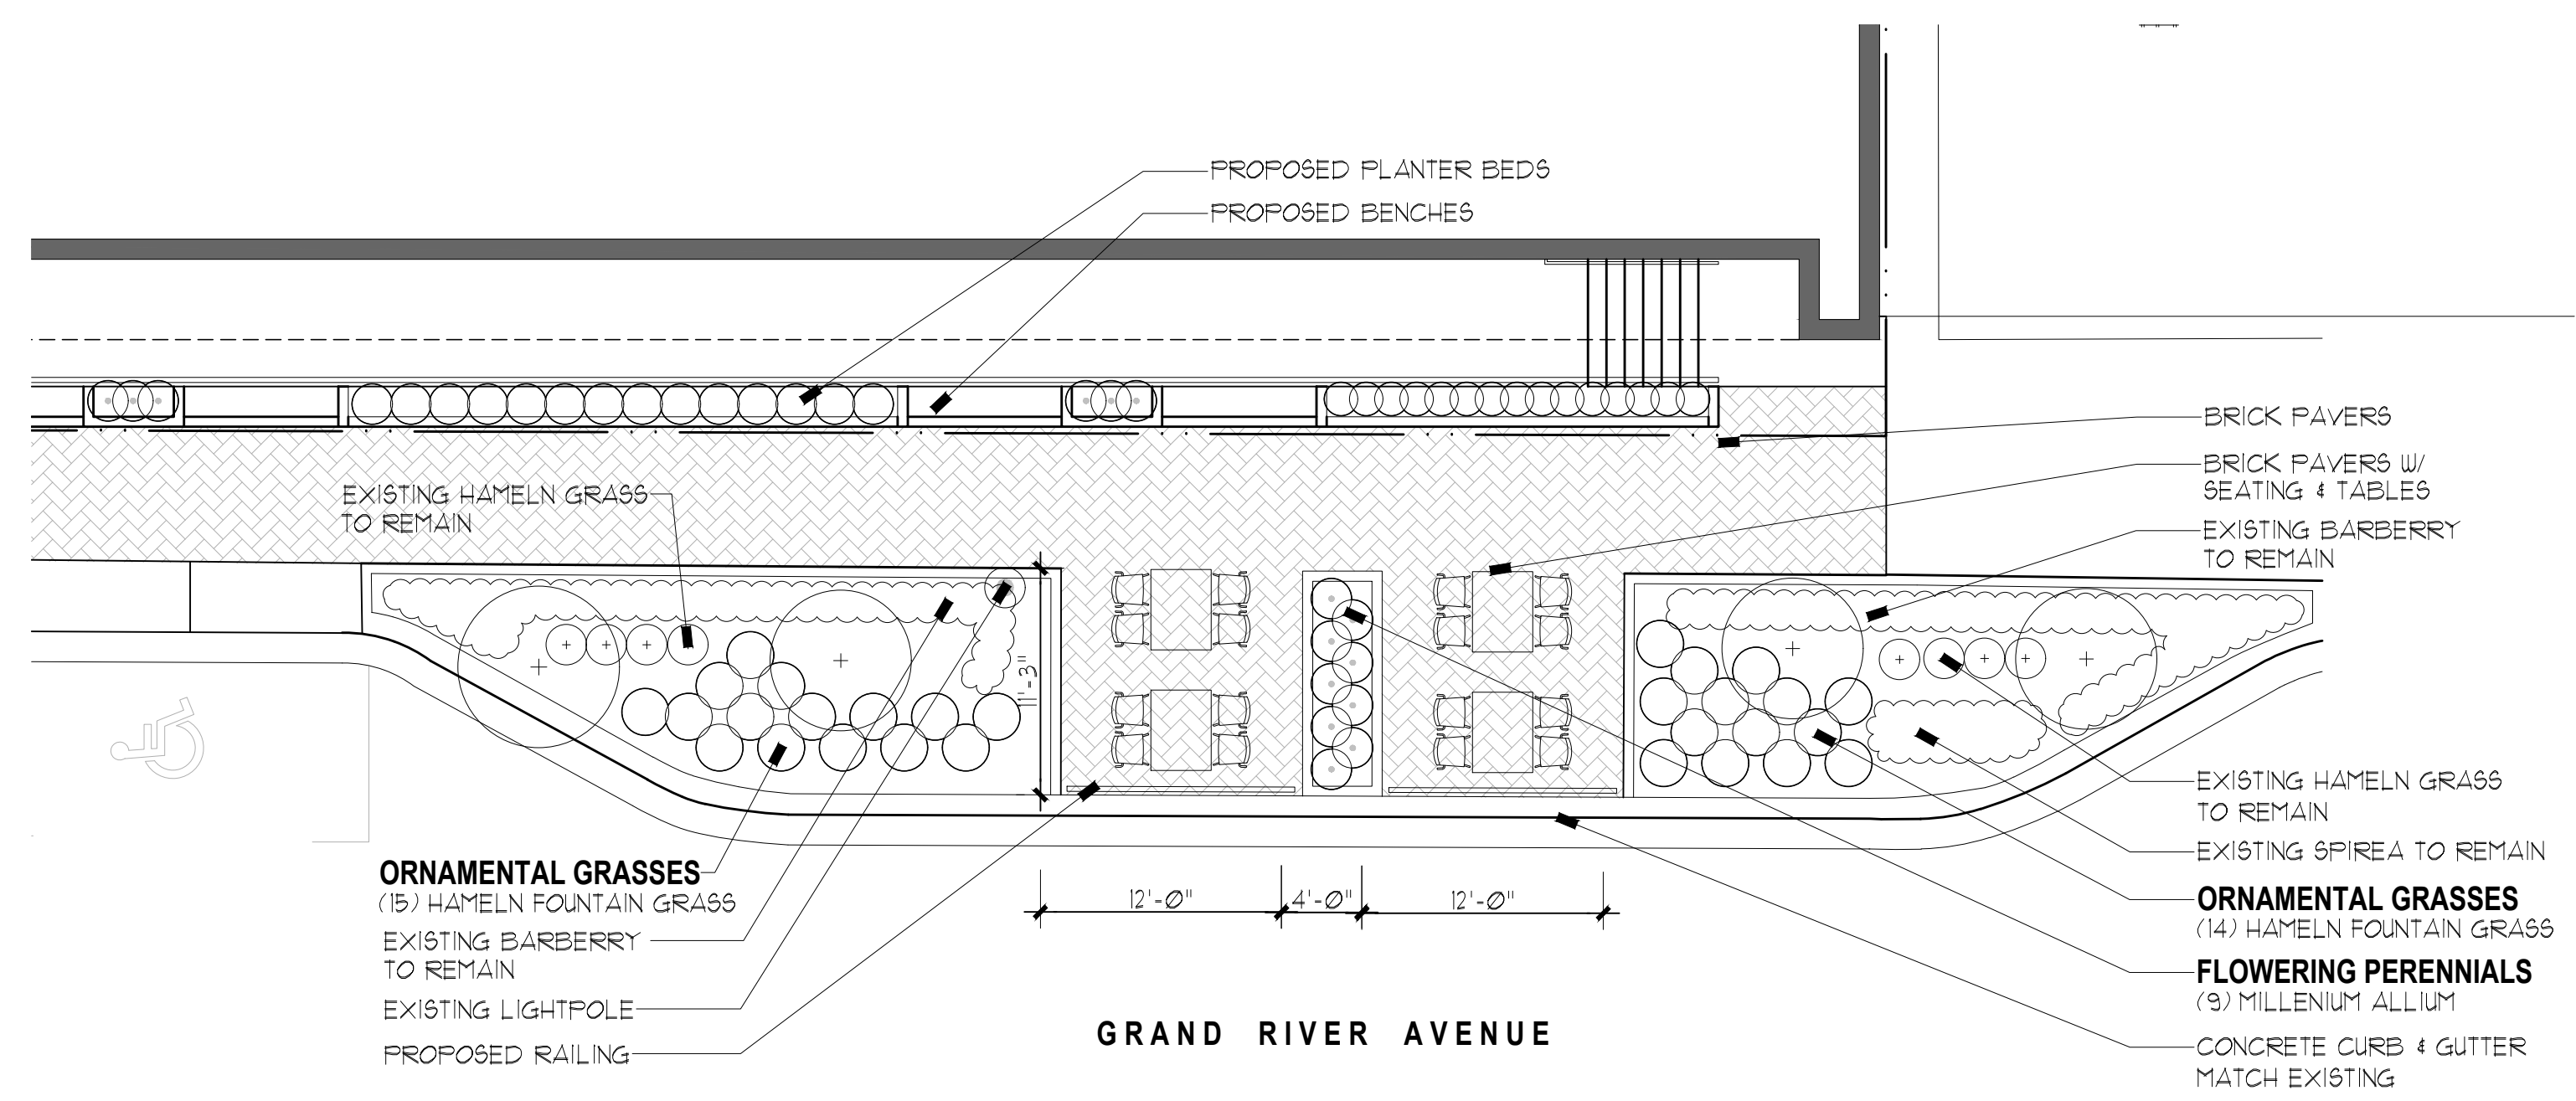 PROPOSED PLANTER BEDS
PROPOSED BENCHES
BRICK PAVERS
BRICK PAVERS W/
SEATING & TABLES
EXISTING BARBERRY
TO REMAIN
EXISTING HAMELN GRASS
TO REMAIN
11'-3"
EXISTING HAMELN GRASS
TO REMAIN
EXISTING SPIREA TO REMAIN
ORNAMENTAL GRASSES
(14) HAMELN FOUNTAIN GRASS
FLOWERING PERENNIALS
(9) MILLENIUM ALLIUM
CONCRETE CURB & GUTTER
MATCH EXISTING
ORNAMENTAL GRASSES
(15) HAMELN FOUNTAIN GRASS
EXISTING BARBERRY
TO REMAIN
EXISTING LIGHTPOLE
PROPOSED RAILING
12'-0"
4'-0"
12'-0"
GRAND RIVER AVENUE